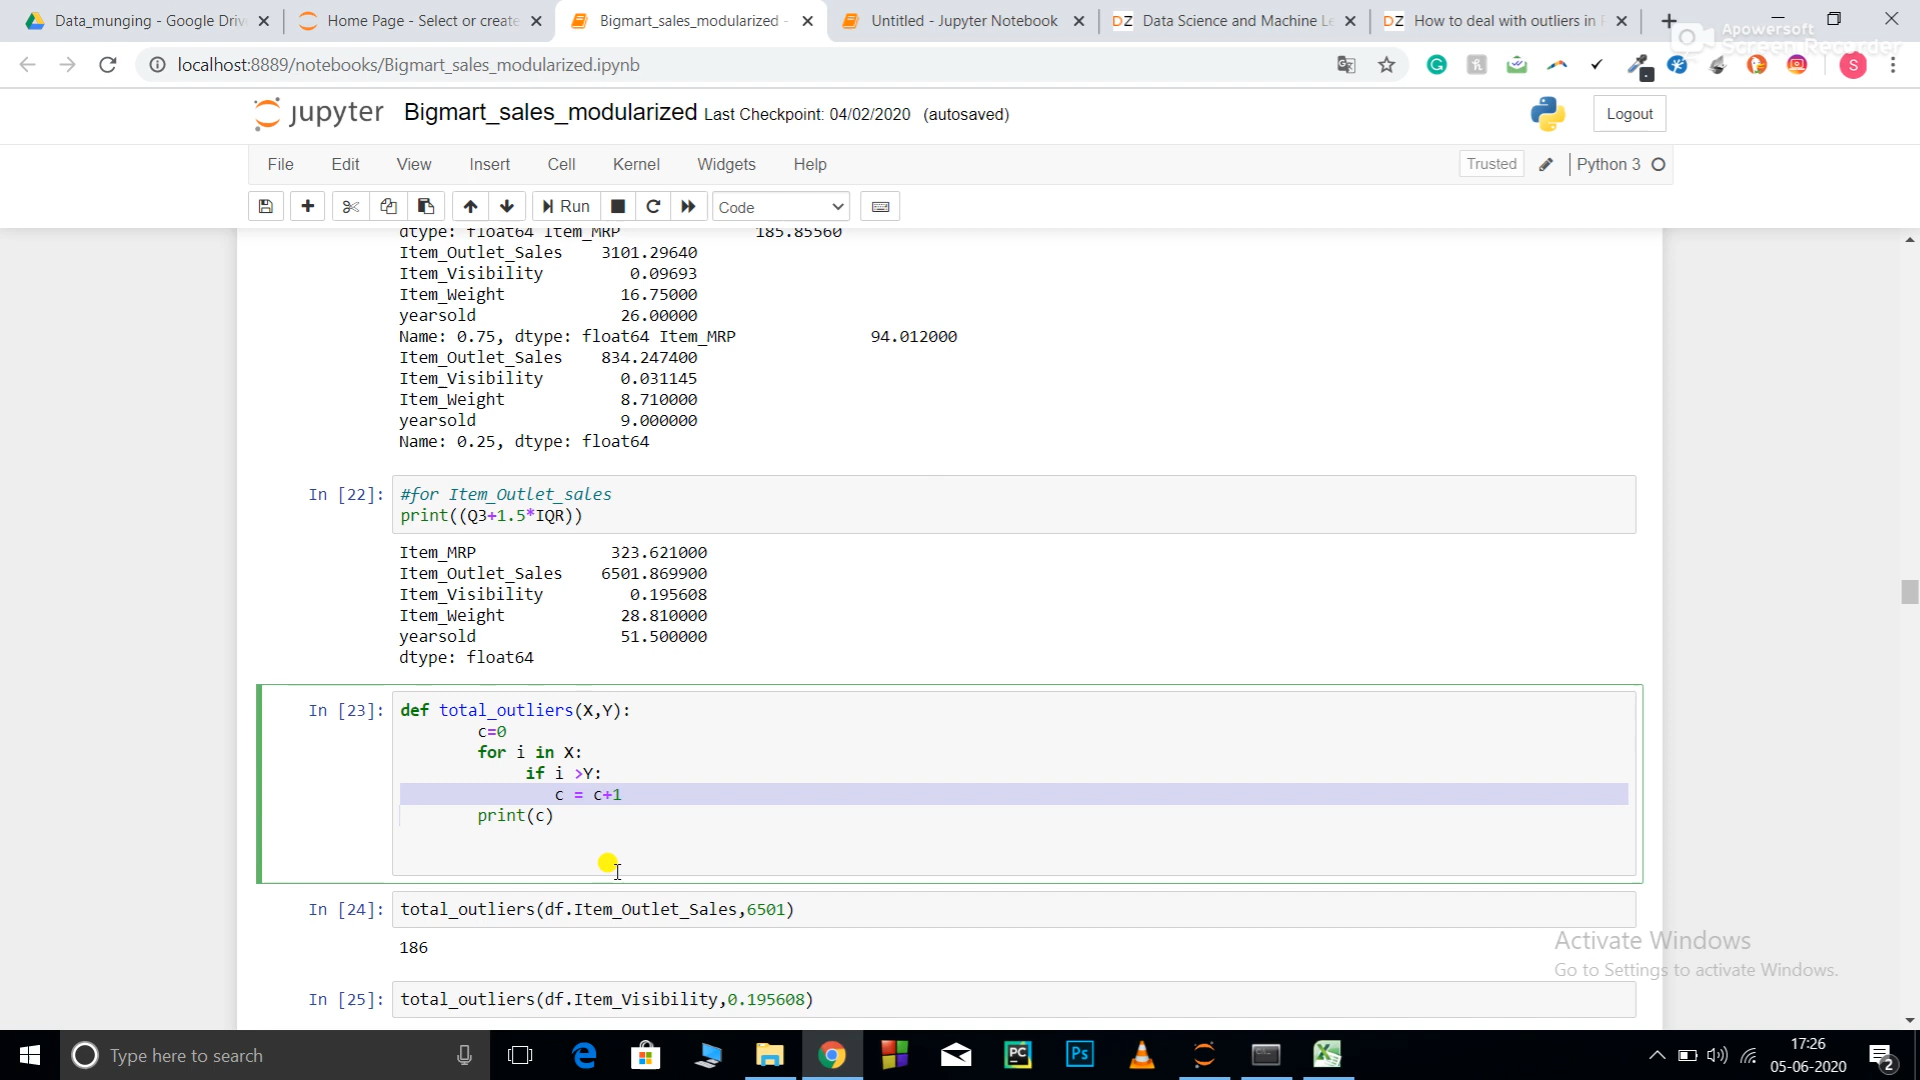 Data_munging - Google Driv
Home Page - Select or create
Bigmart_sales_modularized -
Untitled - Jupyter Notebook
DZ Data Science and Machine Le
DZ How to deal with outliers in
Apowersoft
Screen Recorder
localhost:8889/notebooks/Bigmart_sales_modularized.ipynb
S
jupyter Bigmart_sales_modularized Last Checkpoint: 04/02/2020 (autosaved)
Logout
File Edit View Insert Cell Kernel Widgets Help
Trusted
Python 3
Run
Code
dtype: float64 Item_MRP 185.85560
Item_Outlet_Sales 3101.29640
Item_Visibility 0.09693
Item_Weight 16.75000
yearsold 26.00000
Name: 0.75, dtype: float64 Item_MRP 94.012000
Item_Outlet_Sales 834.247400
Item_Visibility 0.031145
Item_Weight 8.710000
yearsold 9.000000
Name: 0.25, dtype: float64
In [22]: #for Item_Outlet_sales
print((Q3+1.5*IQR))
Item_MRP 323.621000
Item_Outlet_Sales 6501.869900
Item_Visibility 0.195608
Item_Weight 28.810000
yearsold 51.500000
dtype: float64
In [23]: def total_outliers(X,Y):
c=0
for i in X:
if i >Y:
c = c+1
print(c)
In [24]: total_outliers(df.Item_Outlet_Sales,6501)
186
In [25]: total_outliers(df.Item_Visibility,0.195608)
Activate Windows
Go to Settings to activate Windows.
Type here to search
PC
Ps
17:26
05-06-2020
2